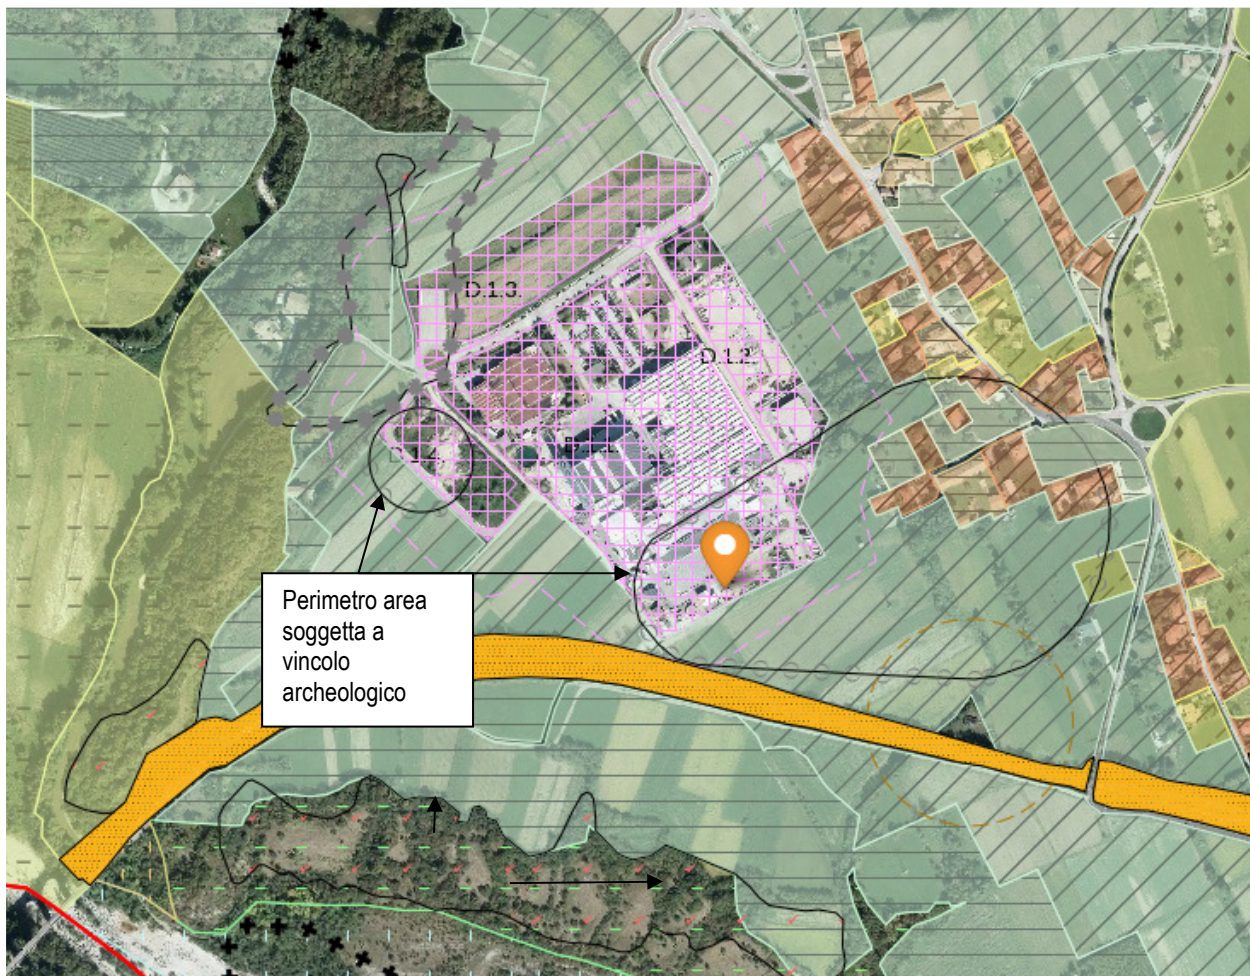 D.1.3.
D.1.2.
Perimetro area
soggetta a
vincolo
archeologico